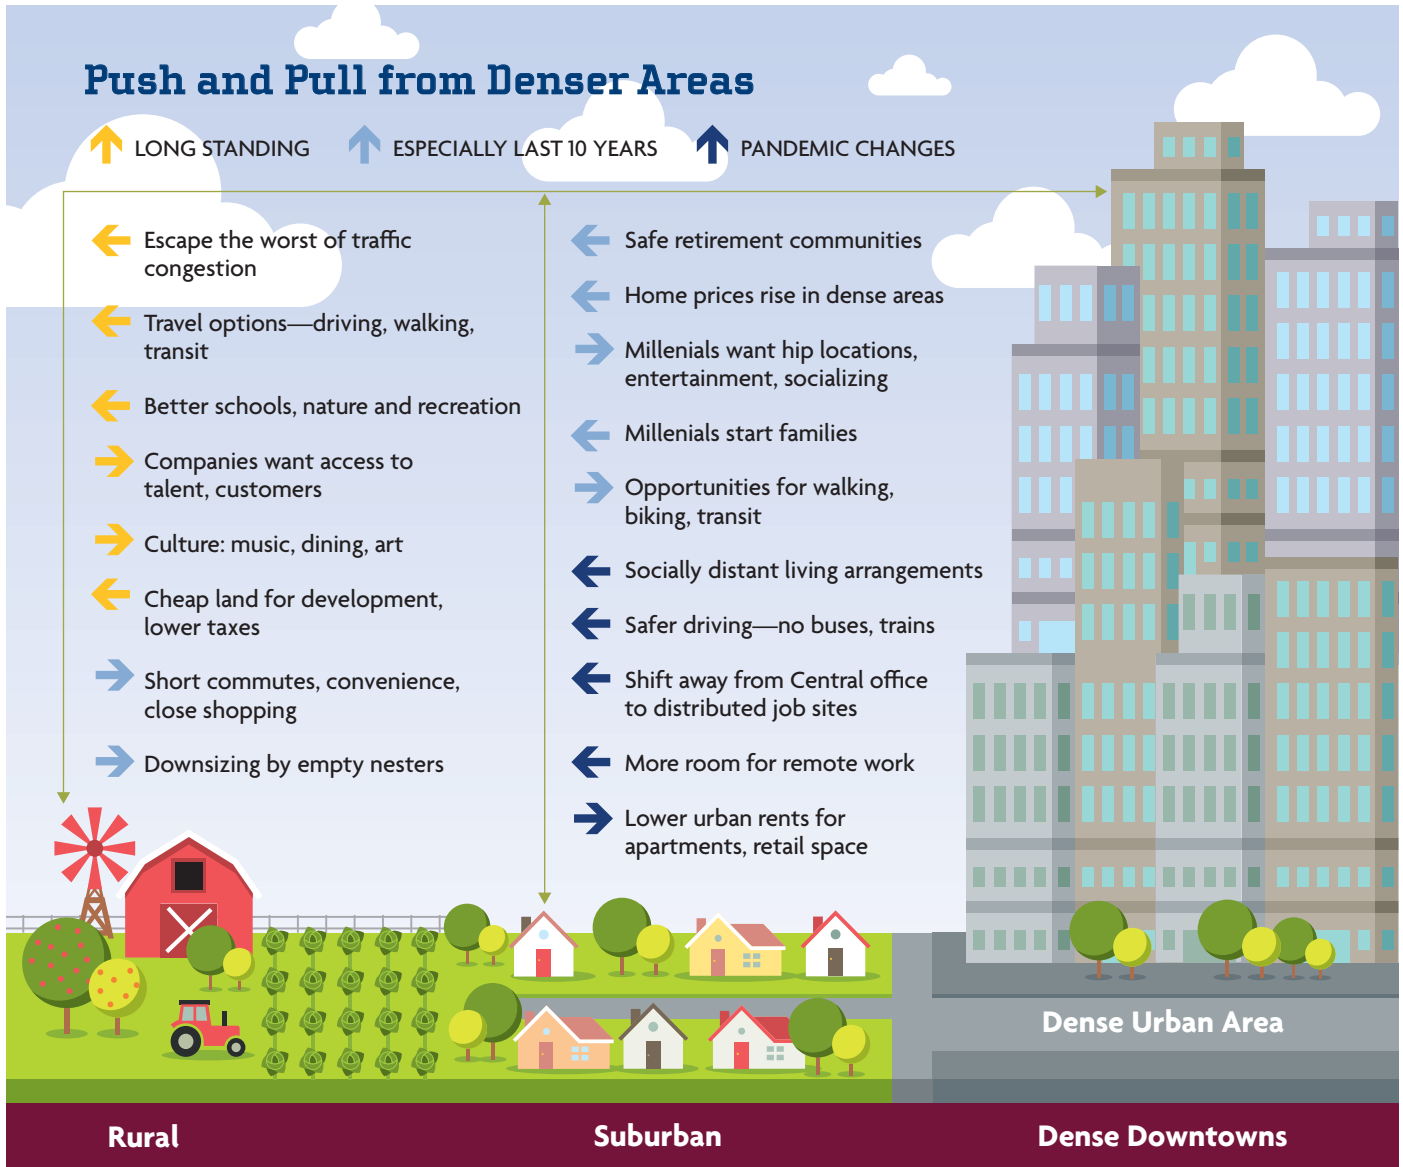 Push and Pull from Denser Areas
LONG STANDING
ESPECIALLY LAST 10 YEARS
PANDEMIC CHANGES
Escape the worst of traffic
congestion
Travel options—driving, walking,
transit
Better schools, nature and recreation
Companies want access to
talent, customers
Culture: music, dining, art
Cheap land for development,
lower taxes
Short commutes, convenience,
close shopping
Downsizing by empty nesters
Safe retirement communities
Home prices rise in dense areas
Millenials want hip locations,
entertainment, socializing
Millenials start families
Opportunities for walking,
biking, transit
Socially distant living arrangements
Safer driving—no buses, trains
Shift away from Central office
to distributed job sites
More room for remote work
Lower urban rents for
apartments, retail space
Dense Urban Area
Rural
Suburban
Dense Downtowns